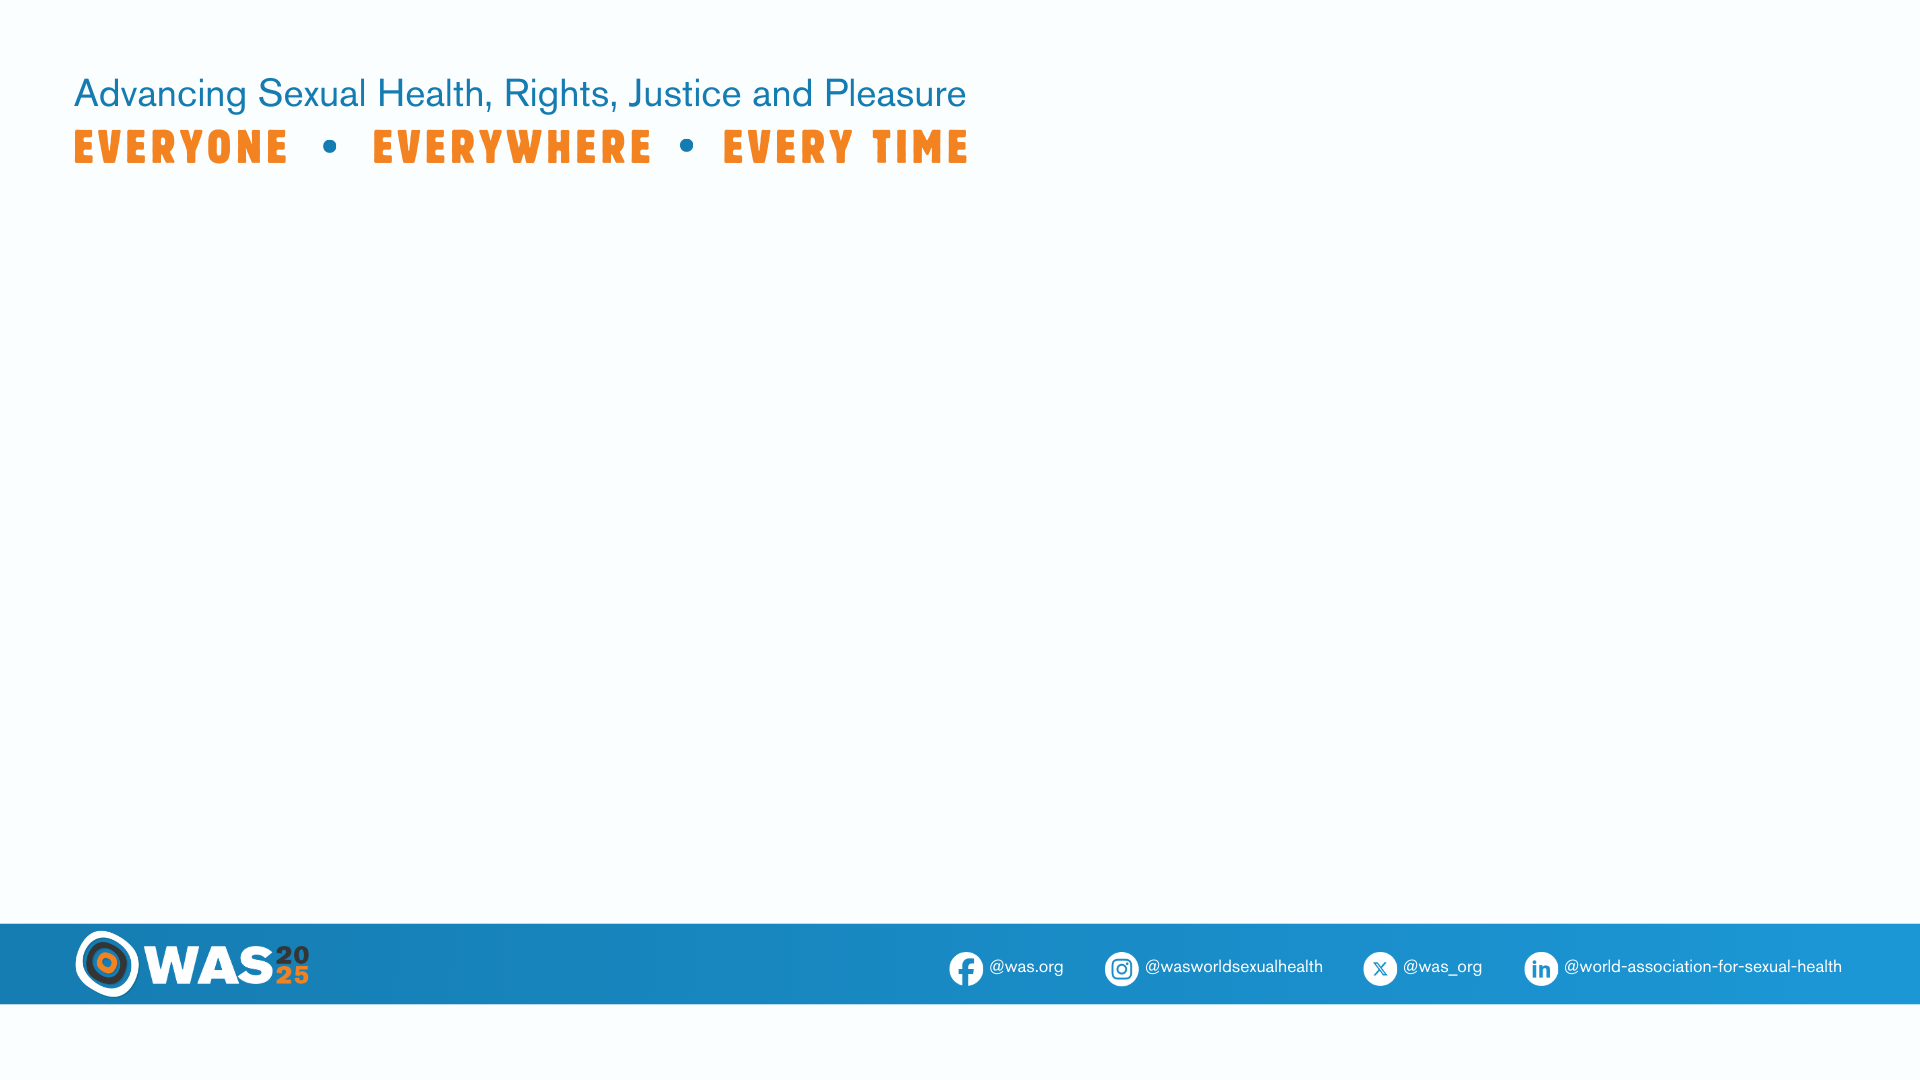 Advancing Sexual Health, Rights, Justice and Pleasure
EVERYONE • EVERYWHERE • EVERY TIME
WAS 2025
@was.org @wasworldsexualhealth @was_org @world-association-for-sexual-health